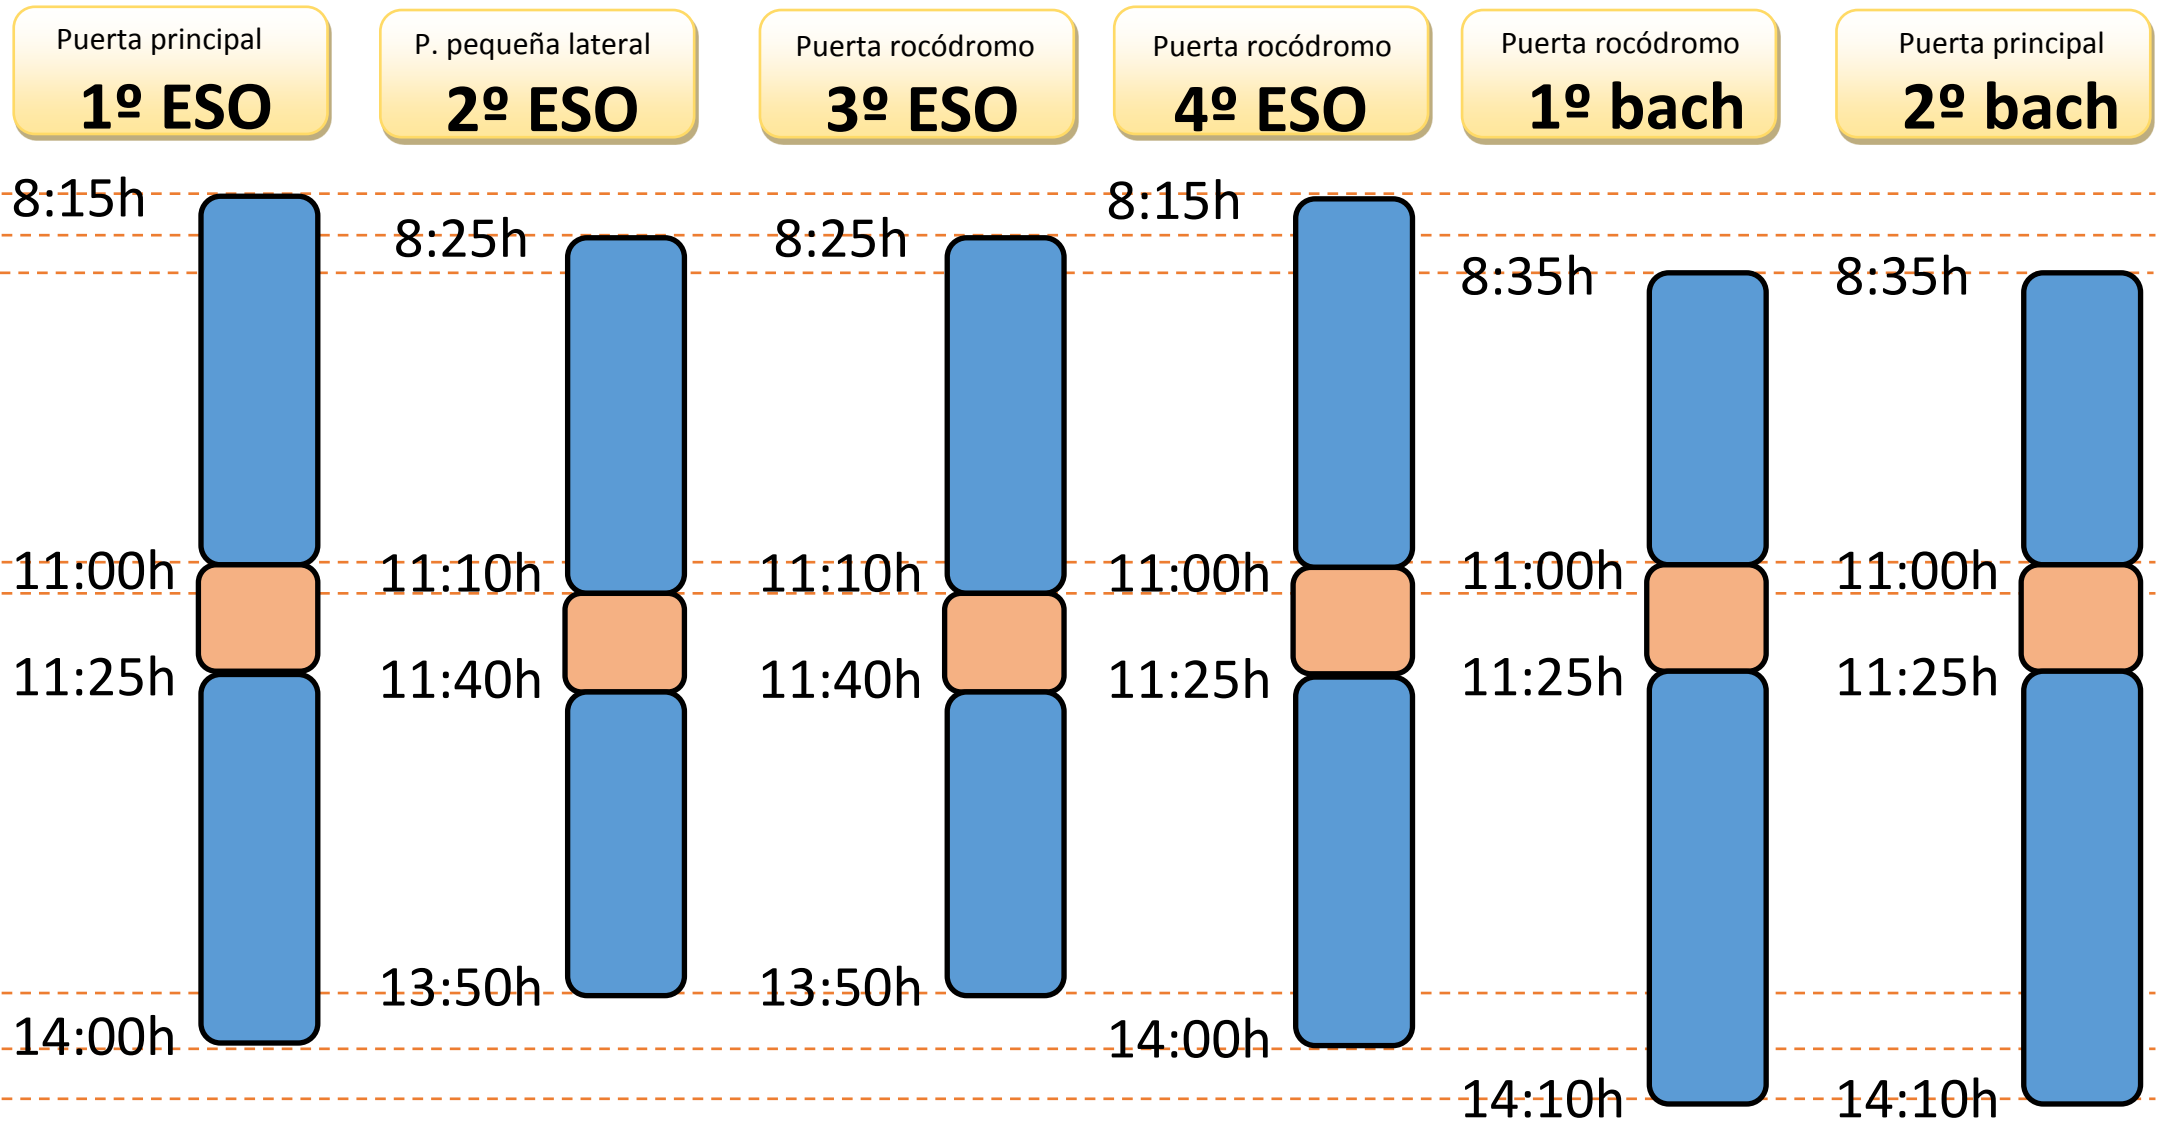 Puerta principal
1º ESO
P. pequeña lateral
2º ESO
Puerta rocódromo
3º ESO
Puerta rocódromo
4º ESO
Puerta rocódromo
1º bach
Puerta principal
2º bach
8:15h
8:25h
8:25h
8:15h
8:35h
8:35h
11:00h
11:10h
11:10h
11:00h
11:00h
11:00h
11:25h
11:40h
11:40h
11:25h
11:25h
11:25h
13:50h
13:50h
14:00h
14:00h
14:10h
14:10h